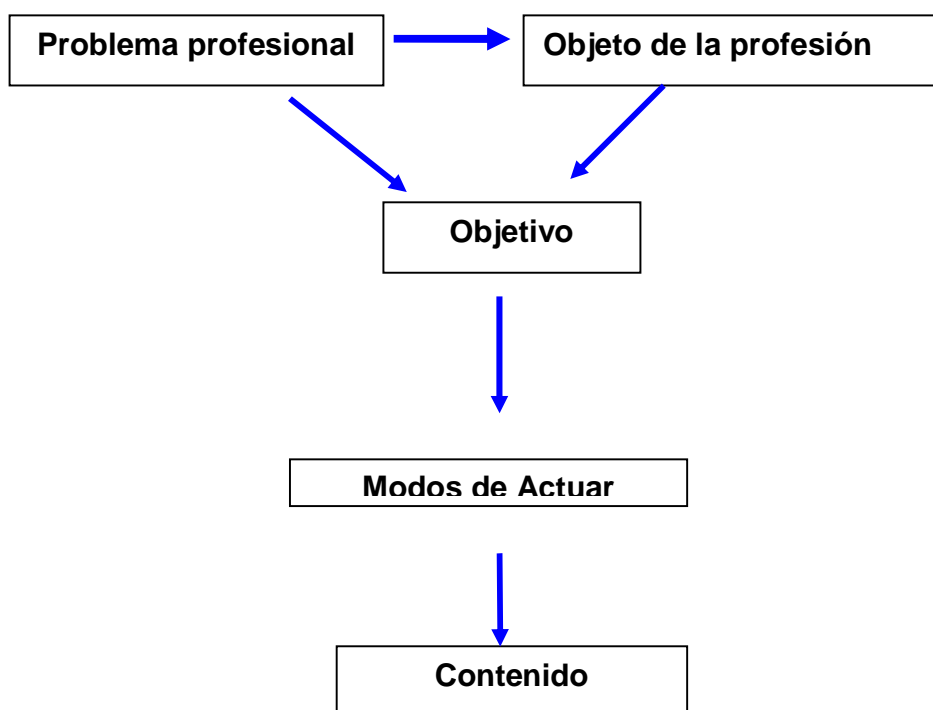 Problema profesional
Objeto de la profesión
Objetivo
Modos de Actuar
Contenido